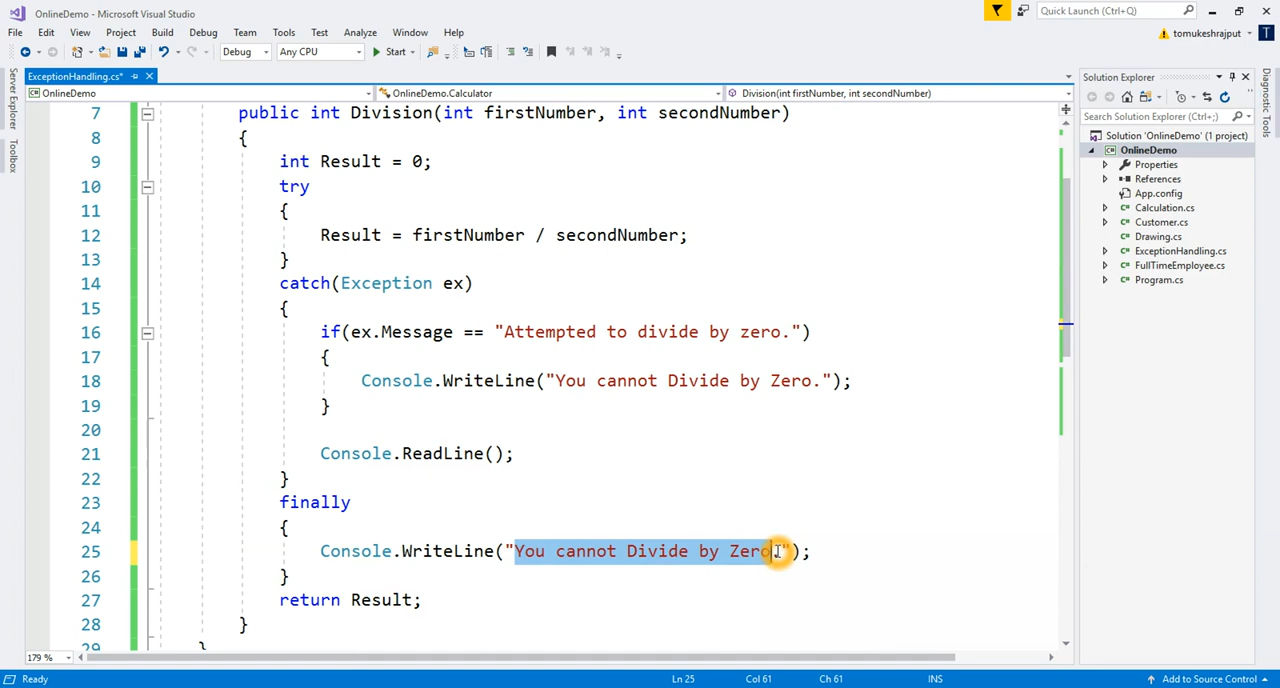 OnlineDemo - Microsoft Visual Studio
Quick Launch (Ctrl+Q)
File Edit View Project Build Debug Team Tools Test Analyze Window Help
tomukeshrajput T
Debug Any CPU Start
ExceptionHandling.cs*
OnlineDemo OnlineDemo.Calculator Division(int firstNumber, int secondNumber)
Server Explorer
Toolbox
7 public int Division(int firstNumber, int secondNumber)
8 {
9 int Result = 0;
10 try
11 {
12 Result = firstNumber / secondNumber;
13 }
14 catch(Exception ex)
15 {
16 if(ex.Message == "Attempted to divide by zero.")
17 {
18 Console.WriteLine("You cannot Divide by Zero.");
19 }
20
21 Console.ReadLine();
22 }
23 finally
24 {
25 Console.WriteLine("You cannot Divide by Zero.");
26 }
27 return Result;
28 }
29 }
179 %
Solution Explorer
Search Solution Explorer (Ctrl+;)
Solution 'OnlineDemo' (1 project)
C# OnlineDemo
Properties
References
App.config
C# Calculation.cs
C# Customer.cs
C# Drawing.cs
C# ExceptionHandling.cs
C# FullTimeEmployee.cs
C# Program.cs
Diagnostic Tools
Ready Ln 25 Col 61 Ch 61 INS Add to Source Control